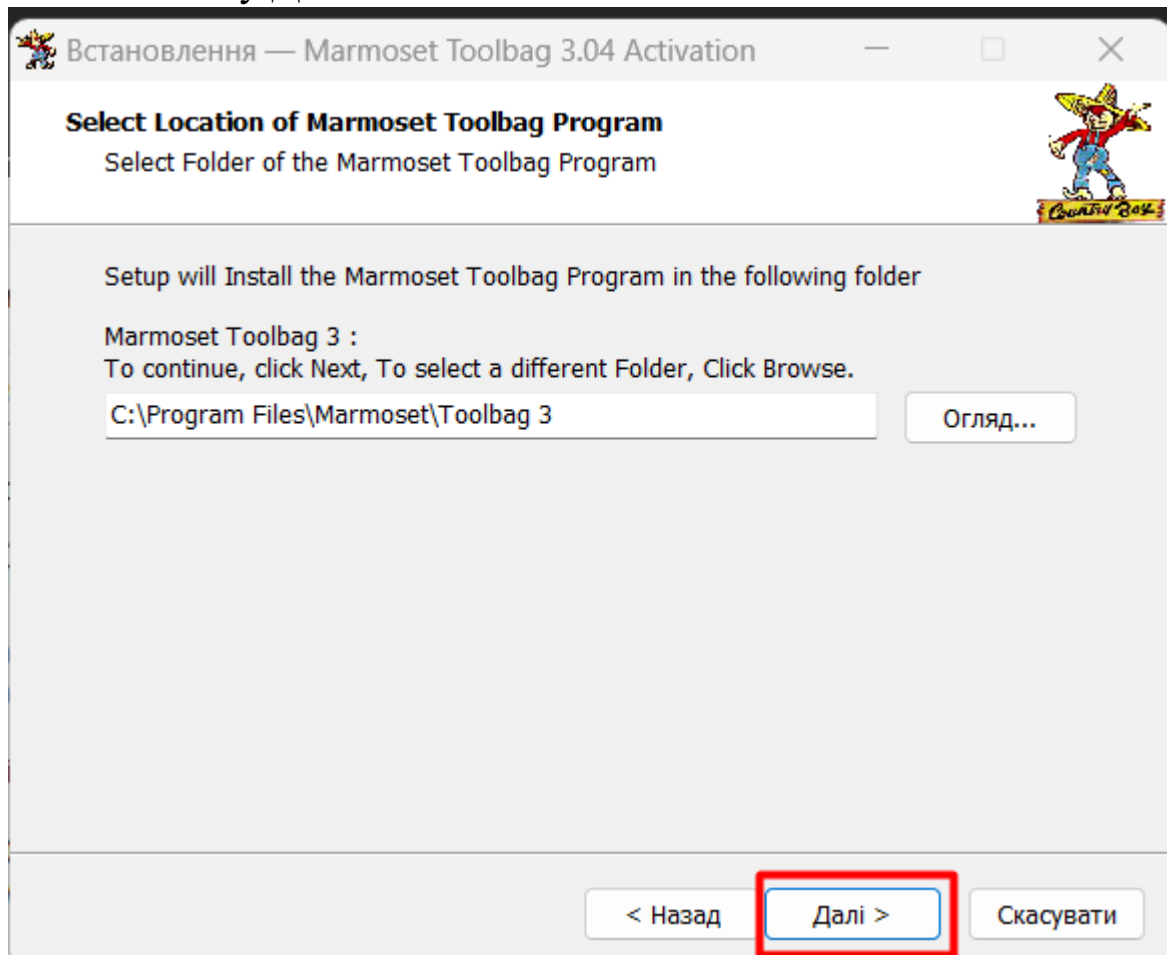 Встановлення — Marmoset Toolbag 3.04 Activation
Select Location of Marmoset Toolbag Program
Select Folder of the Marmoset Toolbag Program
Country Boy
Setup will Install the Marmoset Toolbag Program in the following folder
Marmoset Toolbag 3 :
To continue, click Next, To select a different Folder, Click Browse.
C:\Program Files\Marmoset\Toolbag 3
Огляд...
< Назад
Далі >
Скасувати